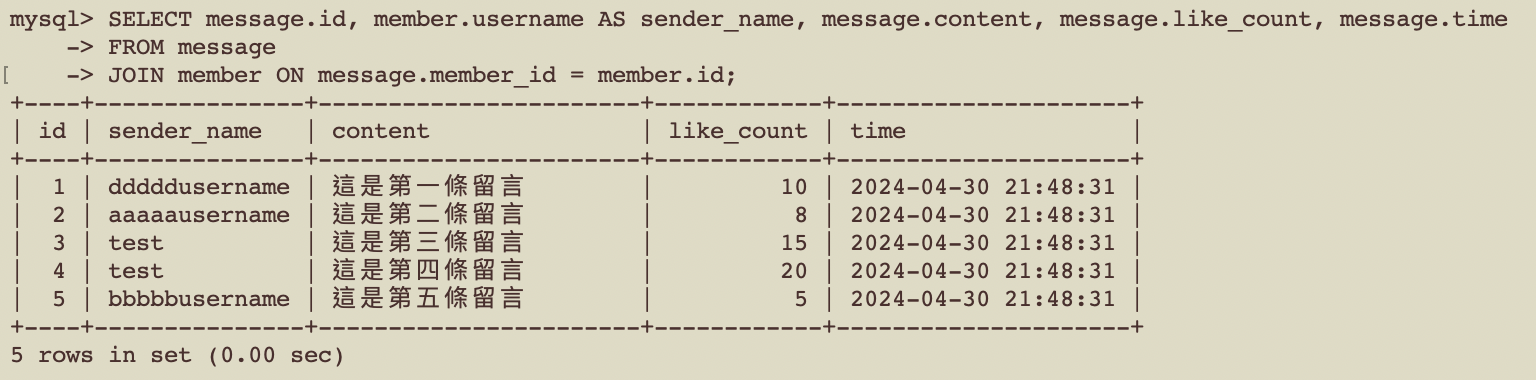 mysql> SELECT message.id, member.username AS sender_name, message.content, message.like_count, message.time
    -> FROM message
[    -> JOIN member ON message.member_id = member.id;
+----+---------------+-----------------------+------------+---------------------+
| id | sender_name   | content               | like_count | time                |
+----+---------------+-----------------------+------------+---------------------+
|  1 | dddddusername | 這是第一條留言        |         10 | 2024-04-30 21:48:31 |
|  2 | aaaaausername | 這是第二條留言        |          8 | 2024-04-30 21:48:31 |
|  3 | test          | 這是第三條留言        |         15 | 2024-04-30 21:48:31 |
|  4 | test          | 這是第四條留言        |         20 | 2024-04-30 21:48:31 |
|  5 | bbbbbusername | 這是第五條留言        |          5 | 2024-04-30 21:48:31 |
+----+---------------+-----------------------+------------+---------------------+
5 rows in set (0.00 sec)